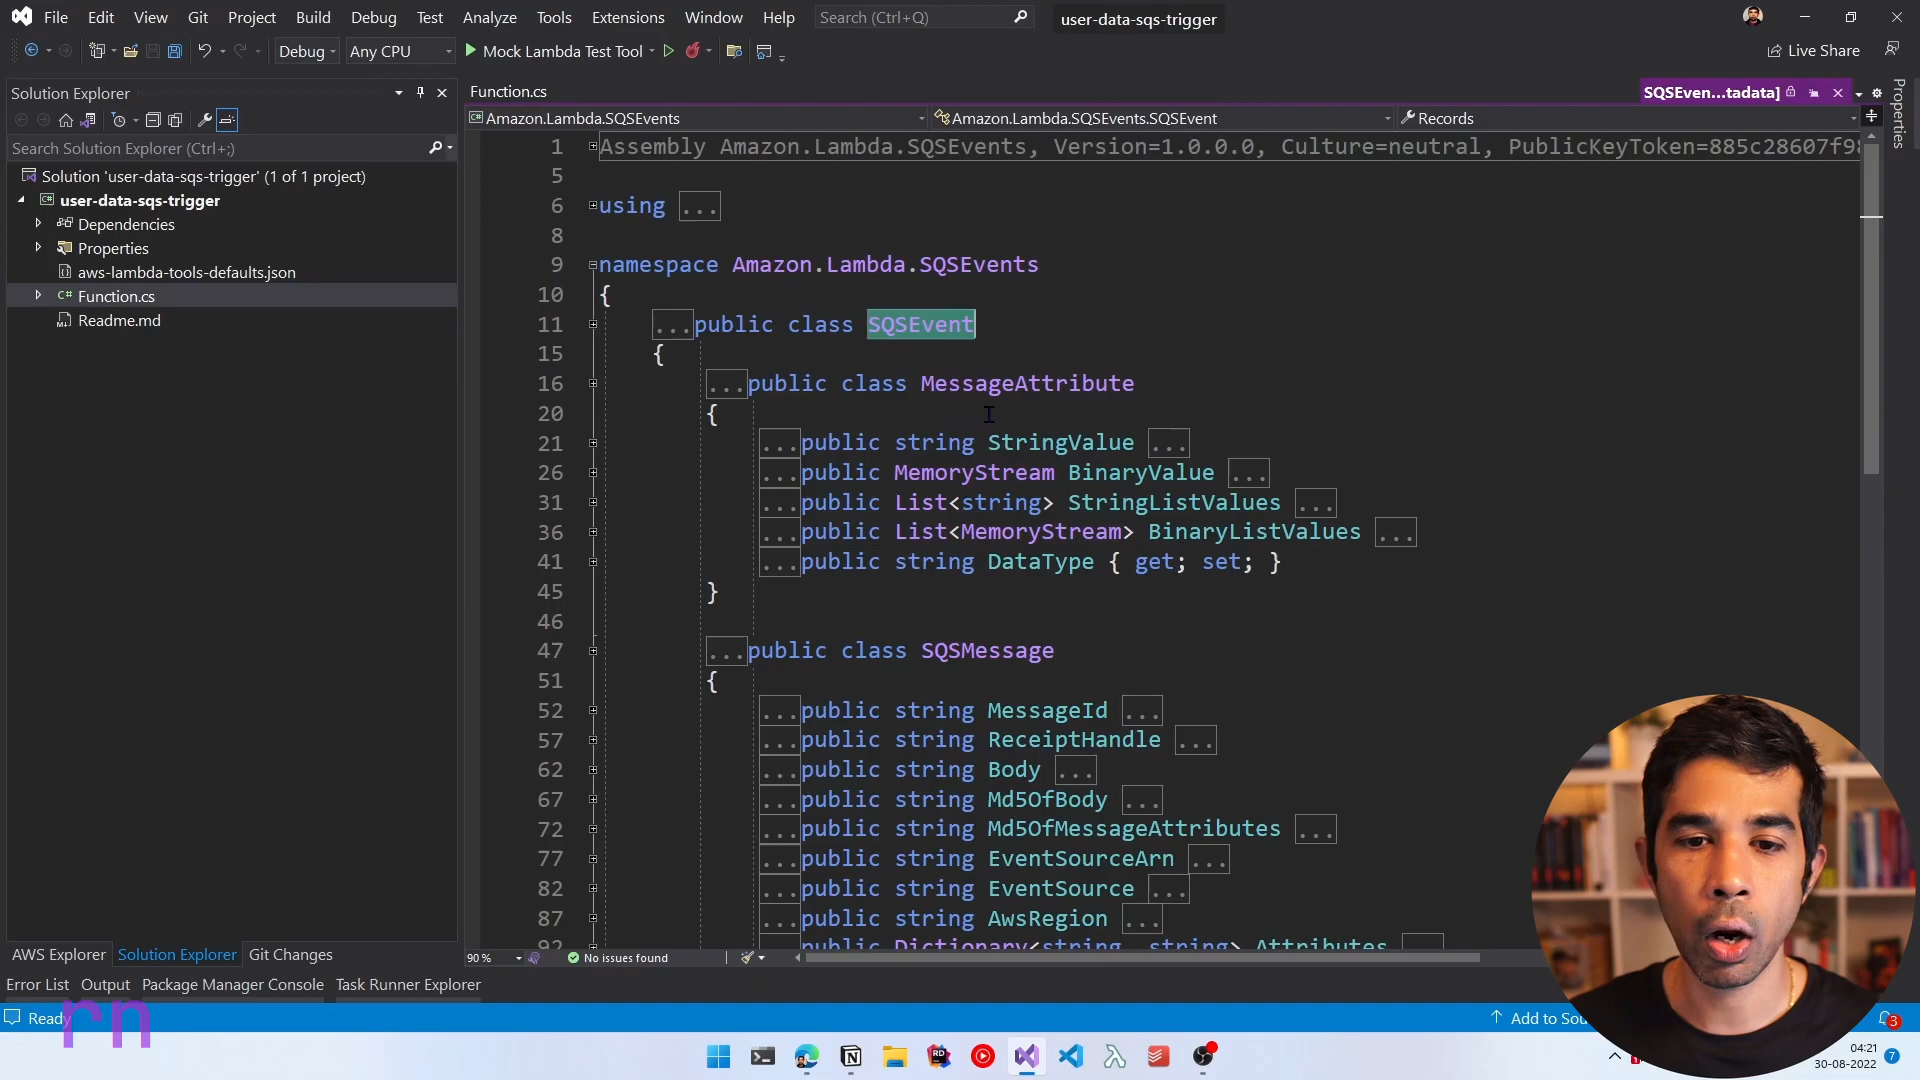 File Edit View Git Project Build Debug Test Analyze Tools Extensions Window Help Search (Ctrl+Q) user-data-sqs-trigger
Debug Any CPU Mock Lambda Test Tool Live Share
Solution Explorer
Function.cs
SQSEven...tadata]
Properties
Amazon.Lambda.SQSEvents Amazon.Lambda.SQSEvents.SQSEvent Records
Search Solution Explorer (Ctrl+;)
Solution 'user-data-sqs-trigger' (1 of 1 project)
user-data-sqs-trigger
Dependencies
Properties
aws-lambda-tools-defaults.json
Function.cs
Readme.md
1 Assembly Amazon.Lambda.SQSEvents, Version=1.0.0.0, Culture=neutral, PublicKeyToken=885c28607f98
5
6 using ...
8
9 namespace Amazon.Lambda.SQSEvents
10 {
11 ...public class SQSEvent
15 {
16 ...public class MessageAttribute
20 {
21 ...public string StringValue ...
26 ...public MemoryStream BinaryValue ...
31 ...public List<string> StringListValues ...
36 ...public List<MemoryStream> BinaryListValues ...
41 ...public string DataType { get; set; }
45 }
46
47 ...public class SQSMessage
51 {
52 ...public string MessageId ...
57 ...public string ReceiptHandle ...
62 ...public string Body ...
67 ...public string Md5OfBody ...
72 ...public string Md5OfMessageAttributes ...
77 ...public string EventSourceArn ...
82 ...public string EventSource ...
87 ...public string AwsRegion ...
92 ...public Dictionary<string, string> Attributes ...
AWS Explorer Solution Explorer Git Changes
90 % No issues found
Error List Output Package Manager Console Task Runner Explorer
Ready
rn
Add to Sou
3
04:21
30-08-2022
7